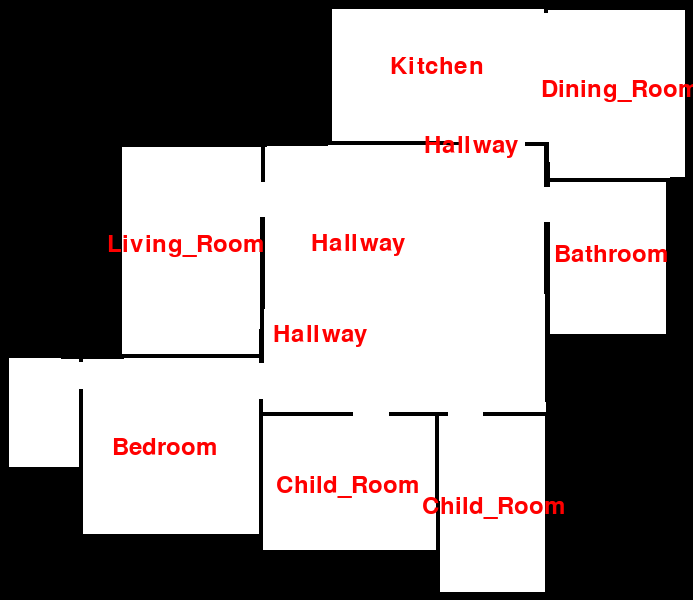 Kitchen
Dining_Room
Hallway
Living_Room
Hallway
Bathroom
Hallway
Bedroom
Child_Room
Child_Room